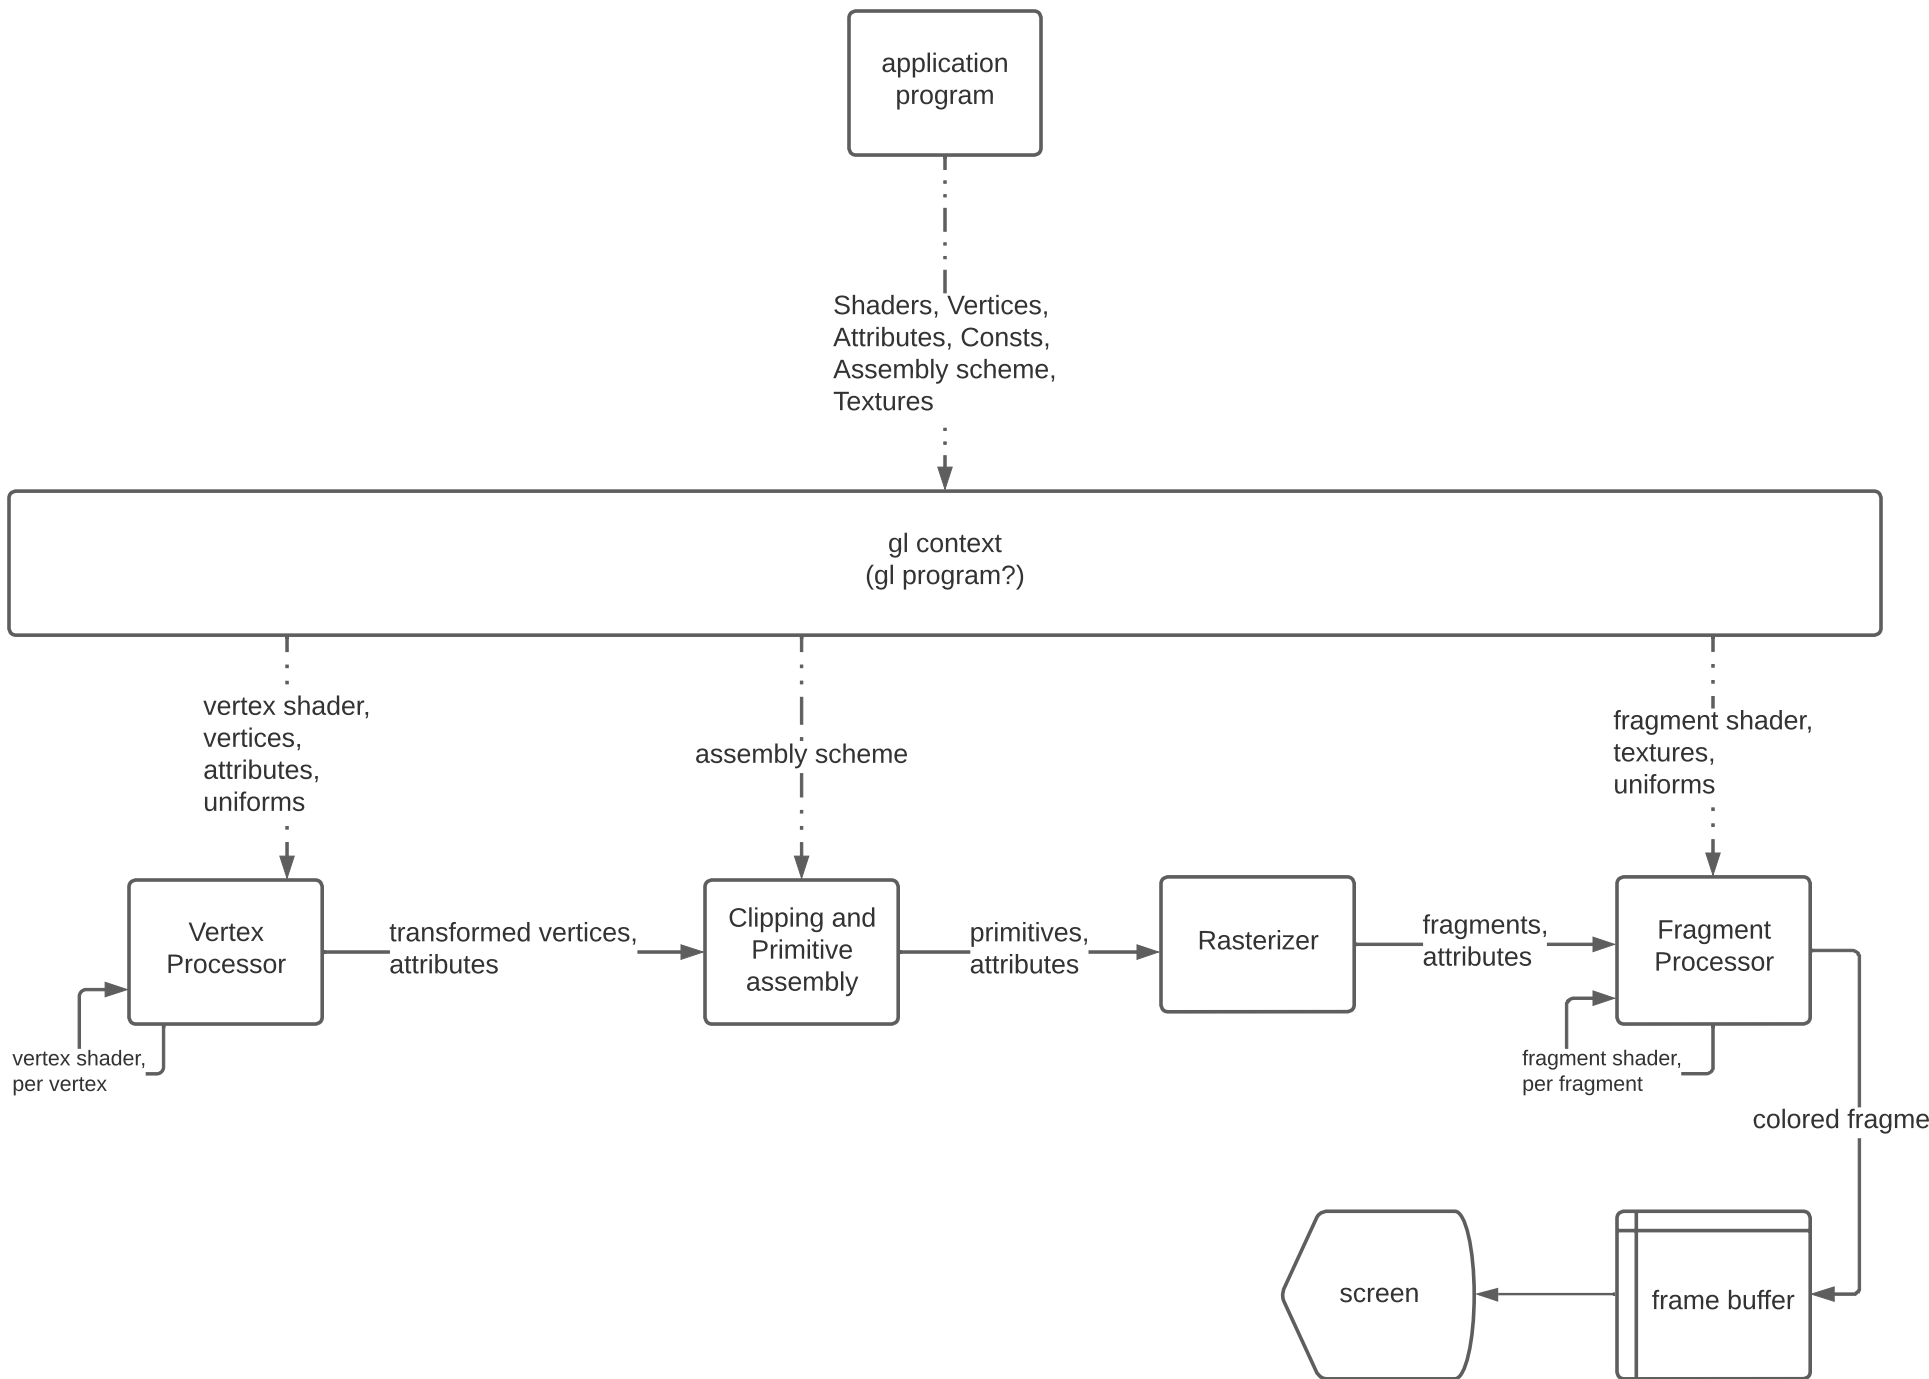 application
program
Shaders, Vertices,
Attributes, Consts,
Assembly scheme,
Textures
gl context
(gl program?)
vertex shader,
vertices,
attributes,
uniforms
assembly scheme
fragment shader,
textures,
uniforms
Vertex
Processor
transformed vertices,
attributes
Clipping and
Primitive
assembly
primitives,
attributes
Rasterizer
fragments,
attributes
Fragment
Processor
vertex shader,
per vertex
fragment shader,
per fragment
colored fragme
screen
frame buffer